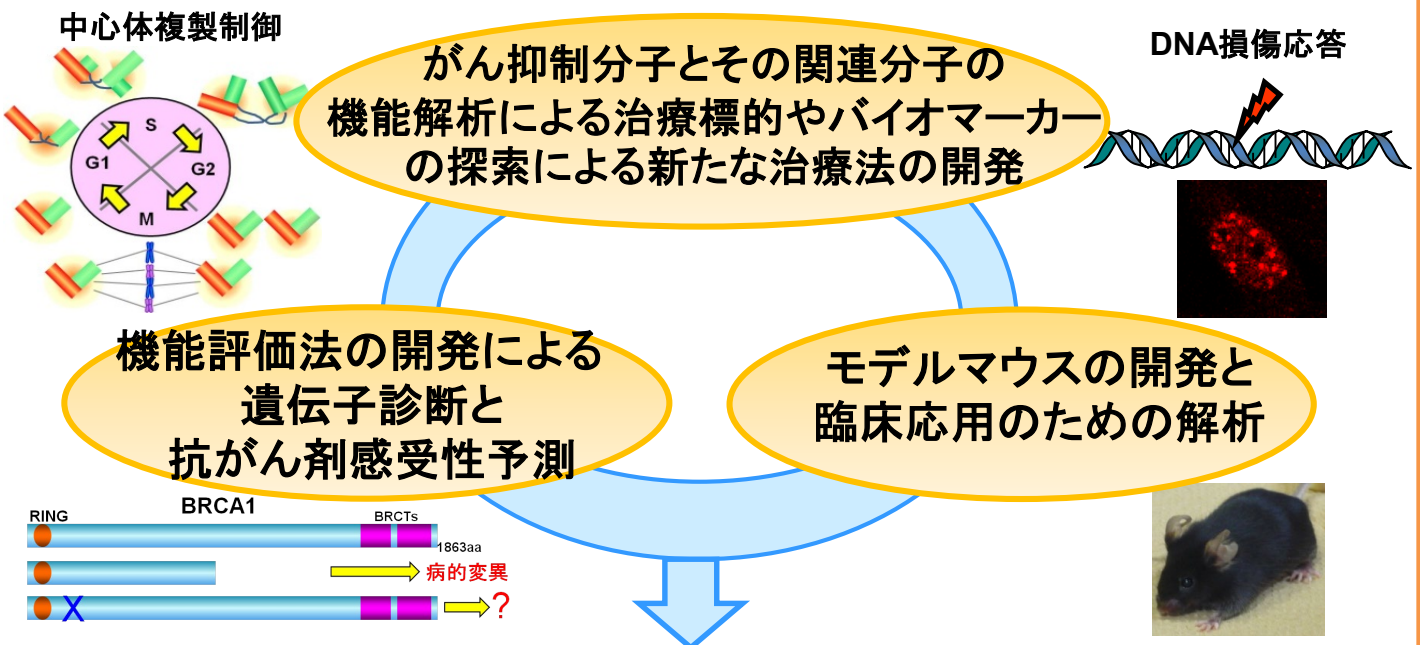 中心体複製制御
がん抑制分子とその関連分子の
機能解析による治療標的やバイオマーカー
の探索による新たな治療法の開発
DNA損傷応答
S
G1
G2
M
機能評価法の開発による
遺伝子診断と
抗がん剤感受性予測
モデルマウスの開発と
臨床応用のための解析
BRCA1
RING
BRCTs
1863aa
病的変異
X
?